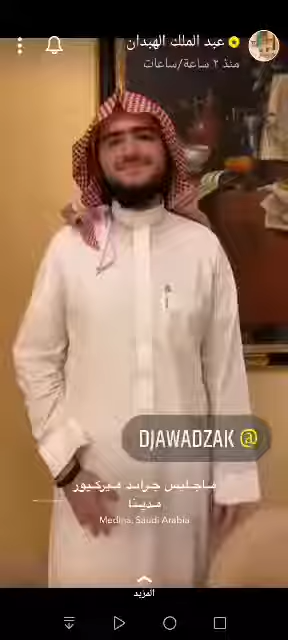 عبد الملك الهبدان
منذ ٢ ساعة/ساعات
DJAWADZAK @
ماجليس جراند ميركيور
مدينا
Medina, Saudi Arabia
المزيد